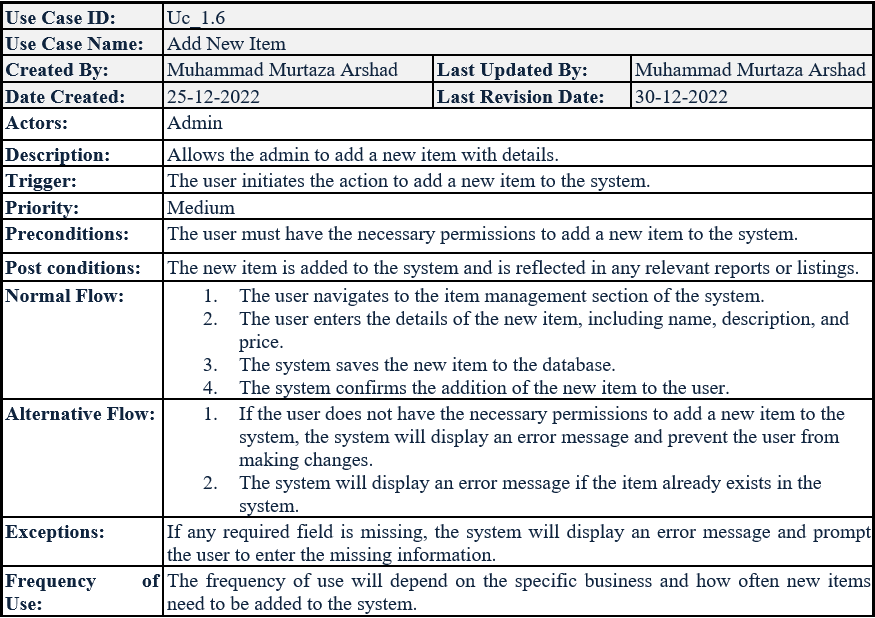 Use Case ID: Uc_1.6
Use Case Name: Add New Item
Created By: Muhammad Murtaza Arshad Last Updated By: Muhammad Murtaza Arshad
Date Created: 25-12-2022 Last Revision Date: 30-12-2022
Actors: Admin
Description: Allows the admin to add a new item with details.
Trigger: The user initiates the action to add a new item to the system.
Priority: Medium
Preconditions: The user must have the necessary permissions to add a new item to the system.
Post conditions: The new item is added to the system and is reflected in any relevant reports or listings.
Normal Flow: 1. The user navigates to the item management section of the system.
2. The user enters the details of the new item, including name, description, and
price.
3. The system saves the new item to the database.
4. The system confirms the addition of the new item to the user.
Alternative Flow: 1. If the user does not have the necessary permissions to add a new item to the
system, the system will display an error message and prevent the user from
making changes.
2. The system will display an error message if the item already exists in the
system.
Exceptions: If any required field is missing, the system will display an error message and prompt
the user to enter the missing information.
Frequency of The frequency of use will depend on the specific business and how often new items
Use: need to be added to the system.